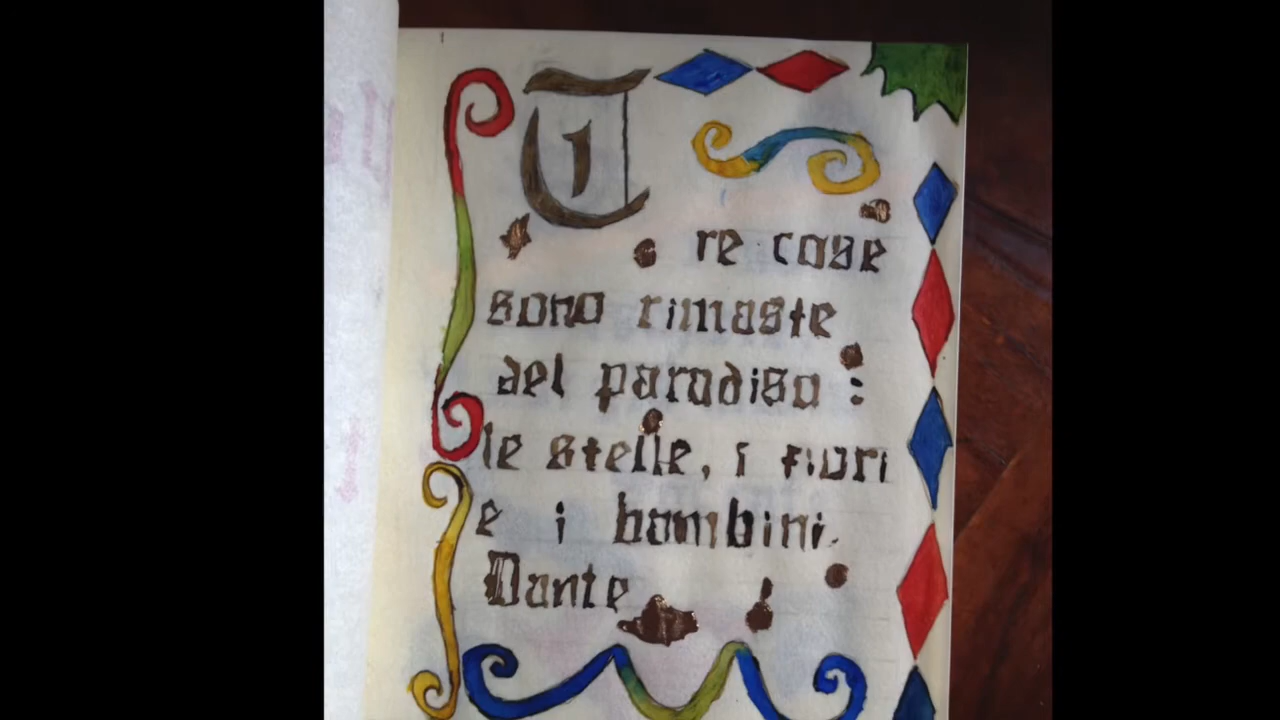 Tre cose
sono rimaste
del paradiso :
le stelle, i fiori
e i bambini.
Dante